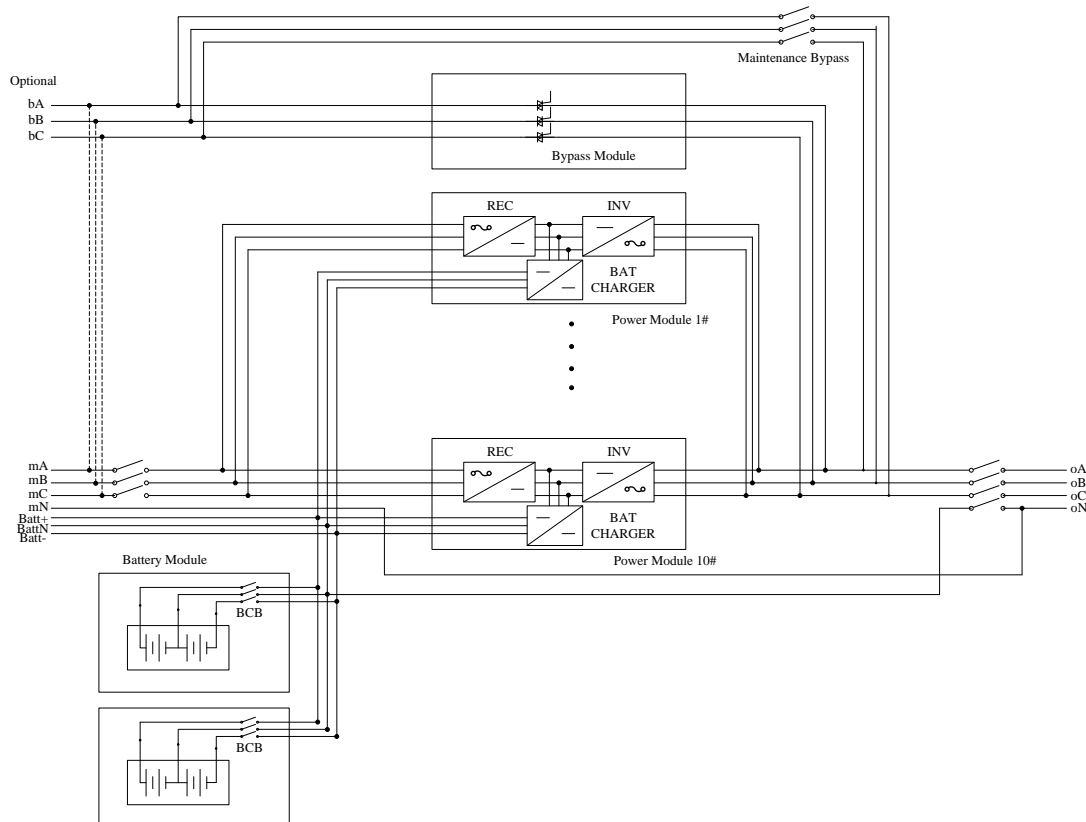 Maintenance Bypass
Optional
bA
bB
bC
Bypass Module
REC
INV
BAT
CHARGER
Power Module 1#
REC
INV
BAT
CHARGER
Power Module 10#
mA
mB
mC
mN
Batt+
BattN
Batt-
oA
oB
oC
oN
Battery Module
BCB
BCB